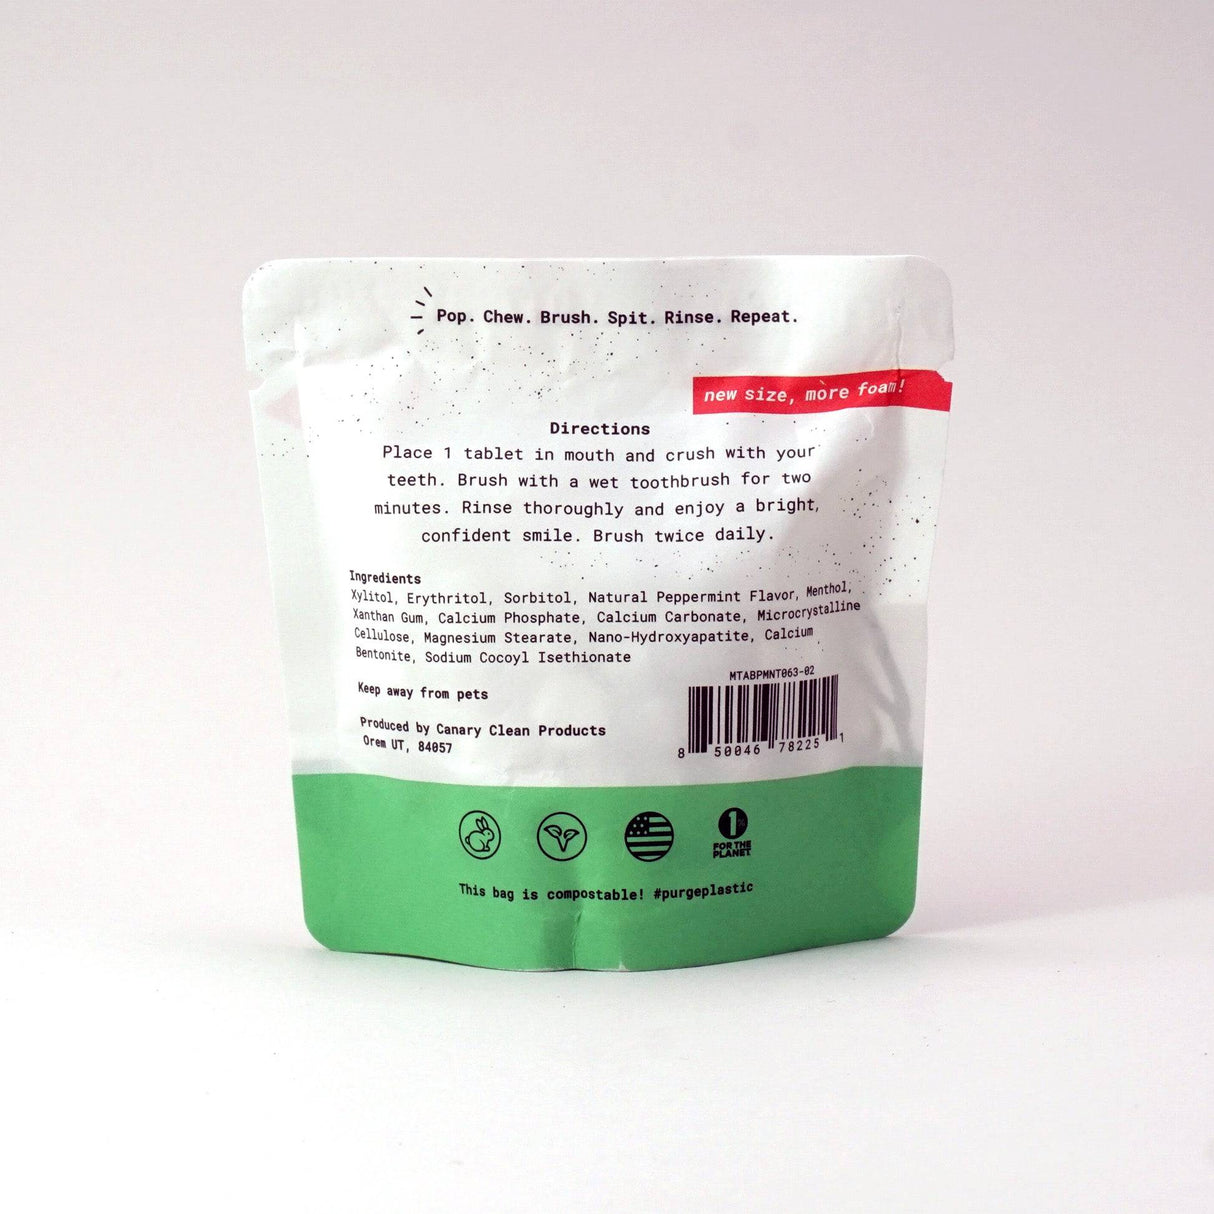 Pop. Chew. Brush. Spit. Rinse. Repeat.
new size, more foam!
Directions
Place 1 tablet in mouth and crush with your
teeth. Brush with a wet toothbrush for two
minutes. Rinse thoroughly and enjoy a bright,
confident smile. Brush twice daily.
Ingredients
Xylitol, Erythritol, Sorbitol, Natural Peppermint Flavor, Menthol,
Xanthan Gum, Calcium Phosphate, Calcium Carbonate, Microcrystalline
Cellulose, Magnesium Stearate, Nano-Hydroxyapatite, Calcium
Bentonite, Sodium Cocoyl Isethionate
Keep away from pets
Produced by Canary Clean Products
Orem UT, 84057
MTABPMNT063-02
8 50046 78225 1
1%
FOR THE
PLANET
This bag is compostable! #purgeplastic